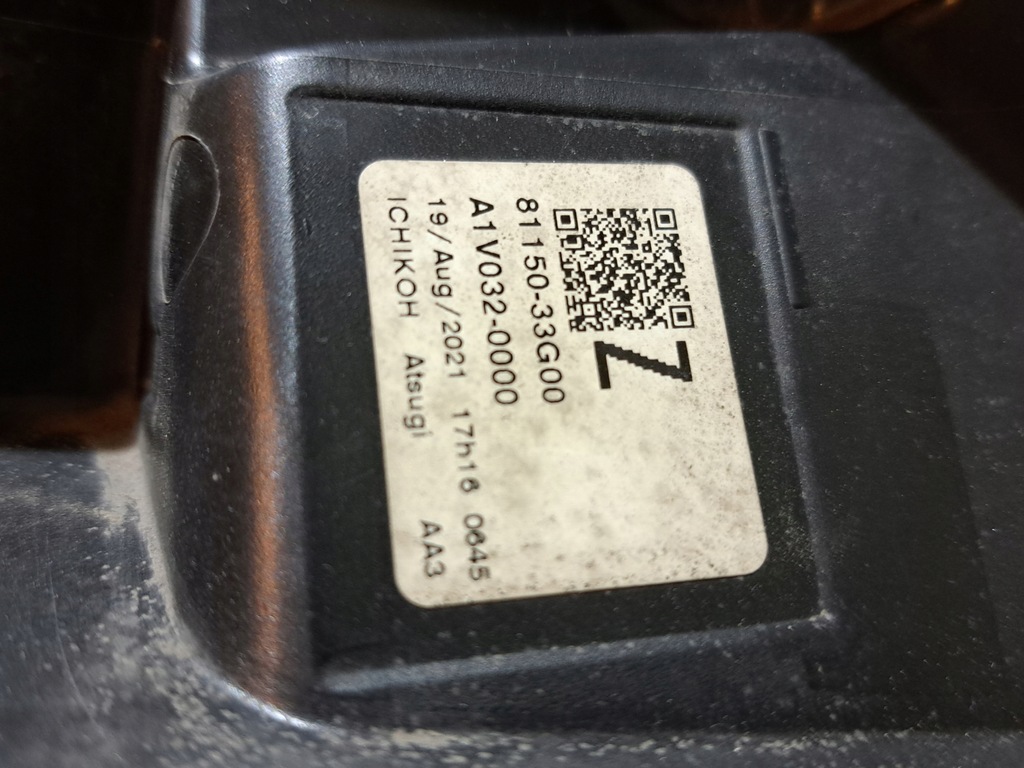 Z
81150-33G00
A1V032-0000
19/Aug/2021 17h16 0645
ICHIKOH Atsugi AA3